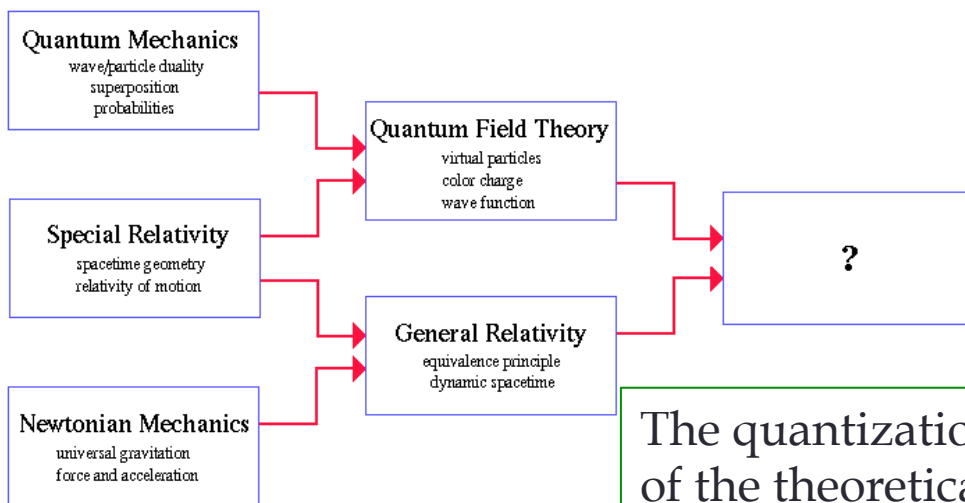 Quantum Mechanics
wave/particle duality
superposition
probabilities
Special Relativity
spacetime geometry
relativity of motion
Newtonian Mechanics
universal gravitation
force and acceleration
Quantum Field Theory
virtual particles
color charge
wave function
General Relativity
equivalence principle
dynamic spacetime
?
The quantizatio
of the theoretica